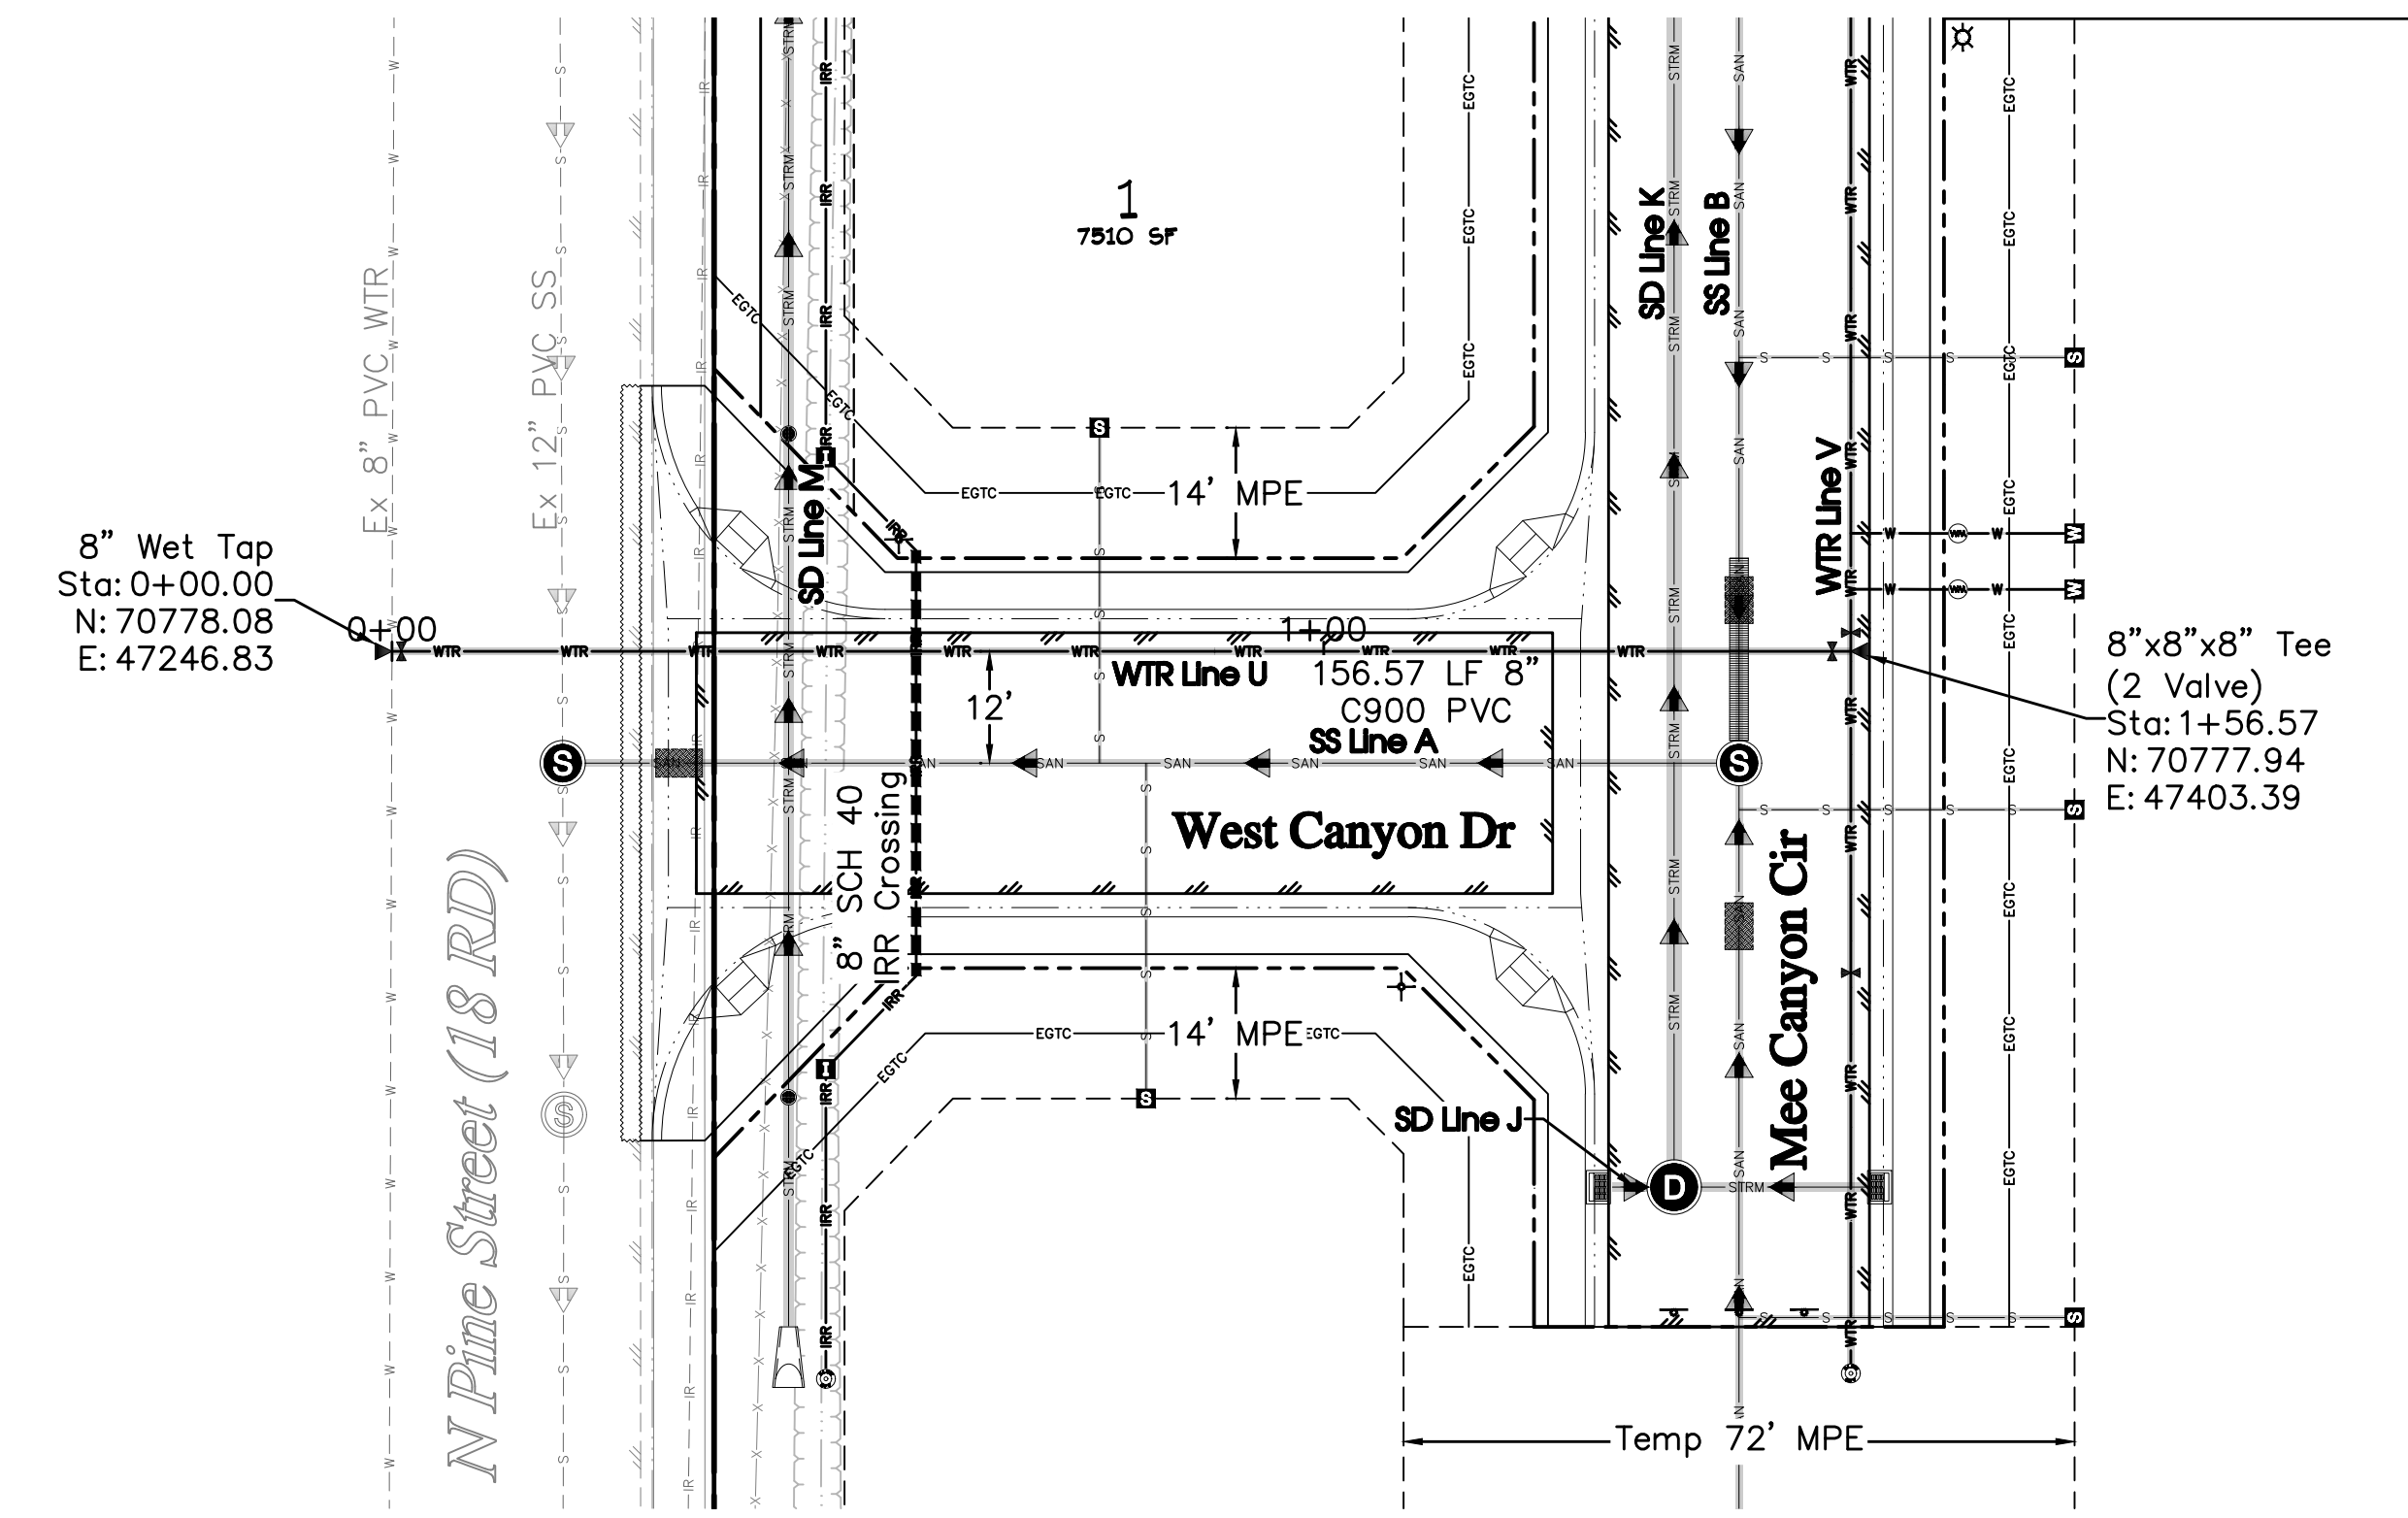 1
7510 SF
Ex 8" PVC WTR
Ex 12" PVC SS
SD Line M
SD Line K
SS Line B
WTR Line V
EGTC
STRM
SAN
WTR
IRR
IR
14' MPE
8" Wet Tap
Sta: 0+00.00
N: 70778.08
E: 47246.83
0+00
1+00
WTR Line U
156.57 LF 8"
C900 PVC
12'
SS Line A
8"x8"x8" Tee
(2 Valve)
Sta: 1+56.57
N: 70777.94
E: 47403.39
West Canyon Dr
8" SCH 40
IRR Crossing
Mee Canyon Cir
N Pine Street (18 RD)
14' MPE
SD Line J
S
D
W
WM
I
X
Temp 72' MPE